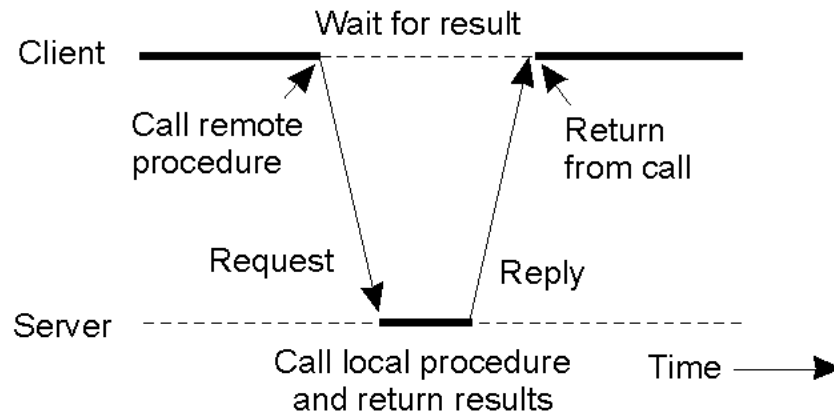 Wait for result
Client
Call remote
procedure
Return
from call
Request
Reply
Server
Call local procedure
and return results
Time